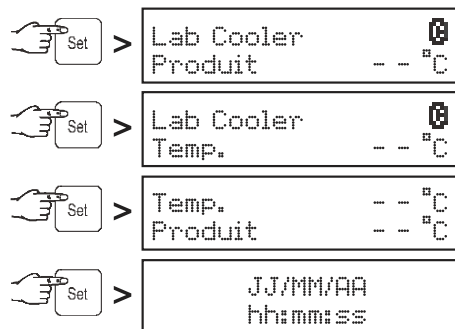 Set > Lab Cooler
Produit - - °C
Set > Lab Cooler
Temp. - - °C
Set > Temp. - - °C
Produit - - °C
Set > JJ/MM/AA
hh:mm:ss